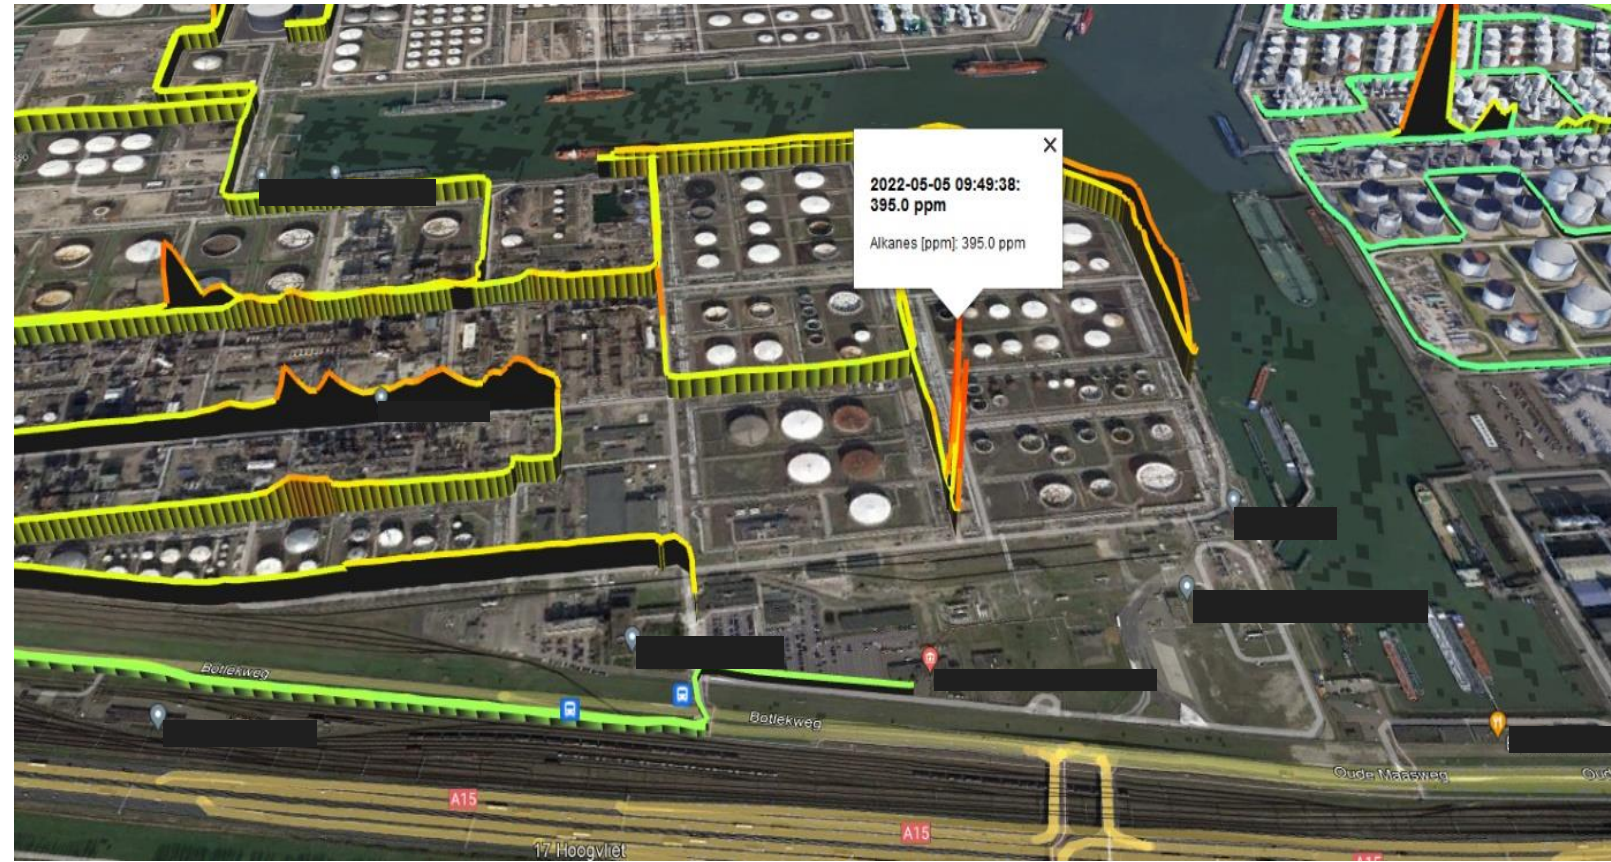 ×
2022-05-05 09:49:38:
395.0 ppm
Alkanes [ppm]: 395.0 ppm
Botlekweg
Botlekweg
Oude Maasweg
A15
A15
17 Hoogvliet